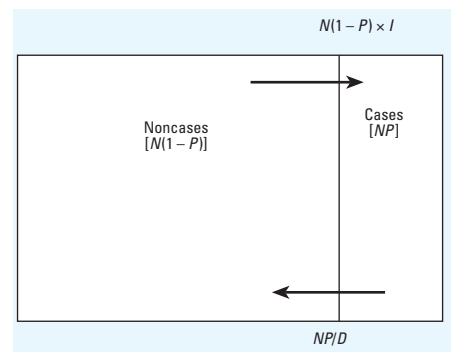 N(1 – P) × I
Noncases
[N(1 – P)]
Cases
[NP]
NP/D